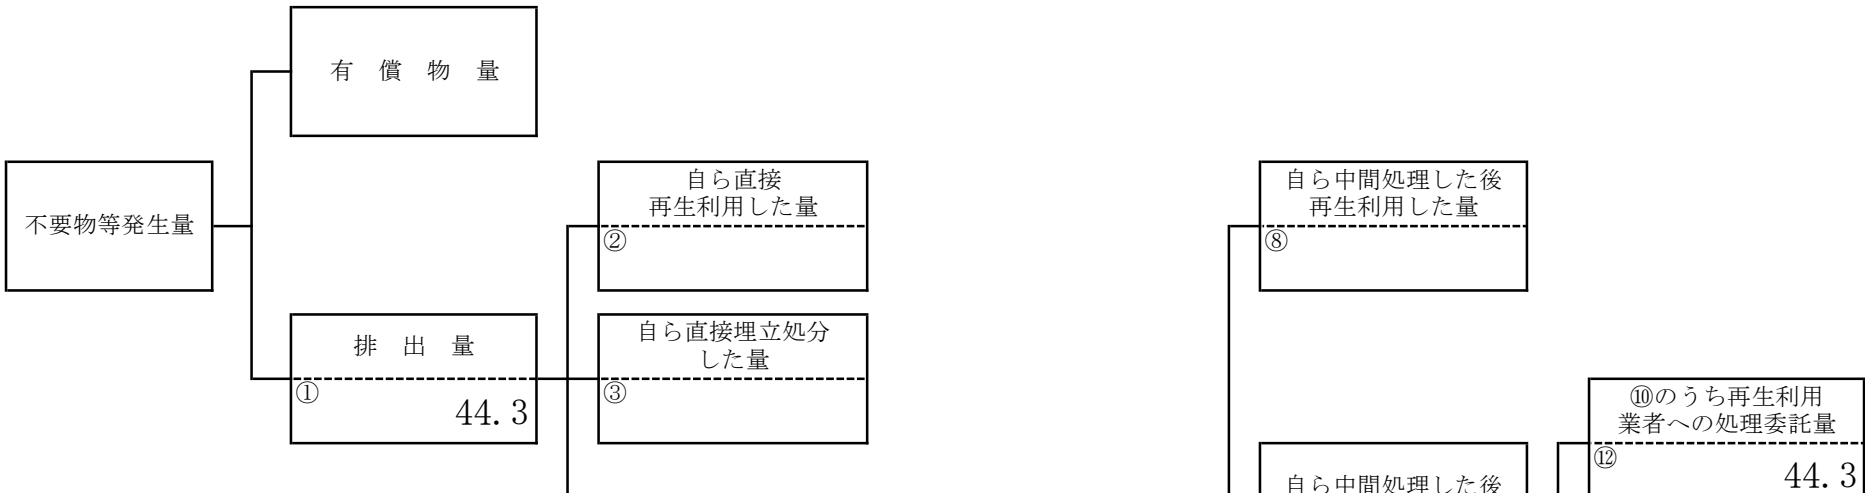 有 償 物 量
不要物等発生量
自ら直接
再生利用した量
②
自ら中間処理した後
再生利用した量
⑧
排 出 量
①
44.3
自ら直接埋立処分
した量
③
⑩のうち再生利用
業者への処理委託量
⑫
44.3
自ら中間処理した後